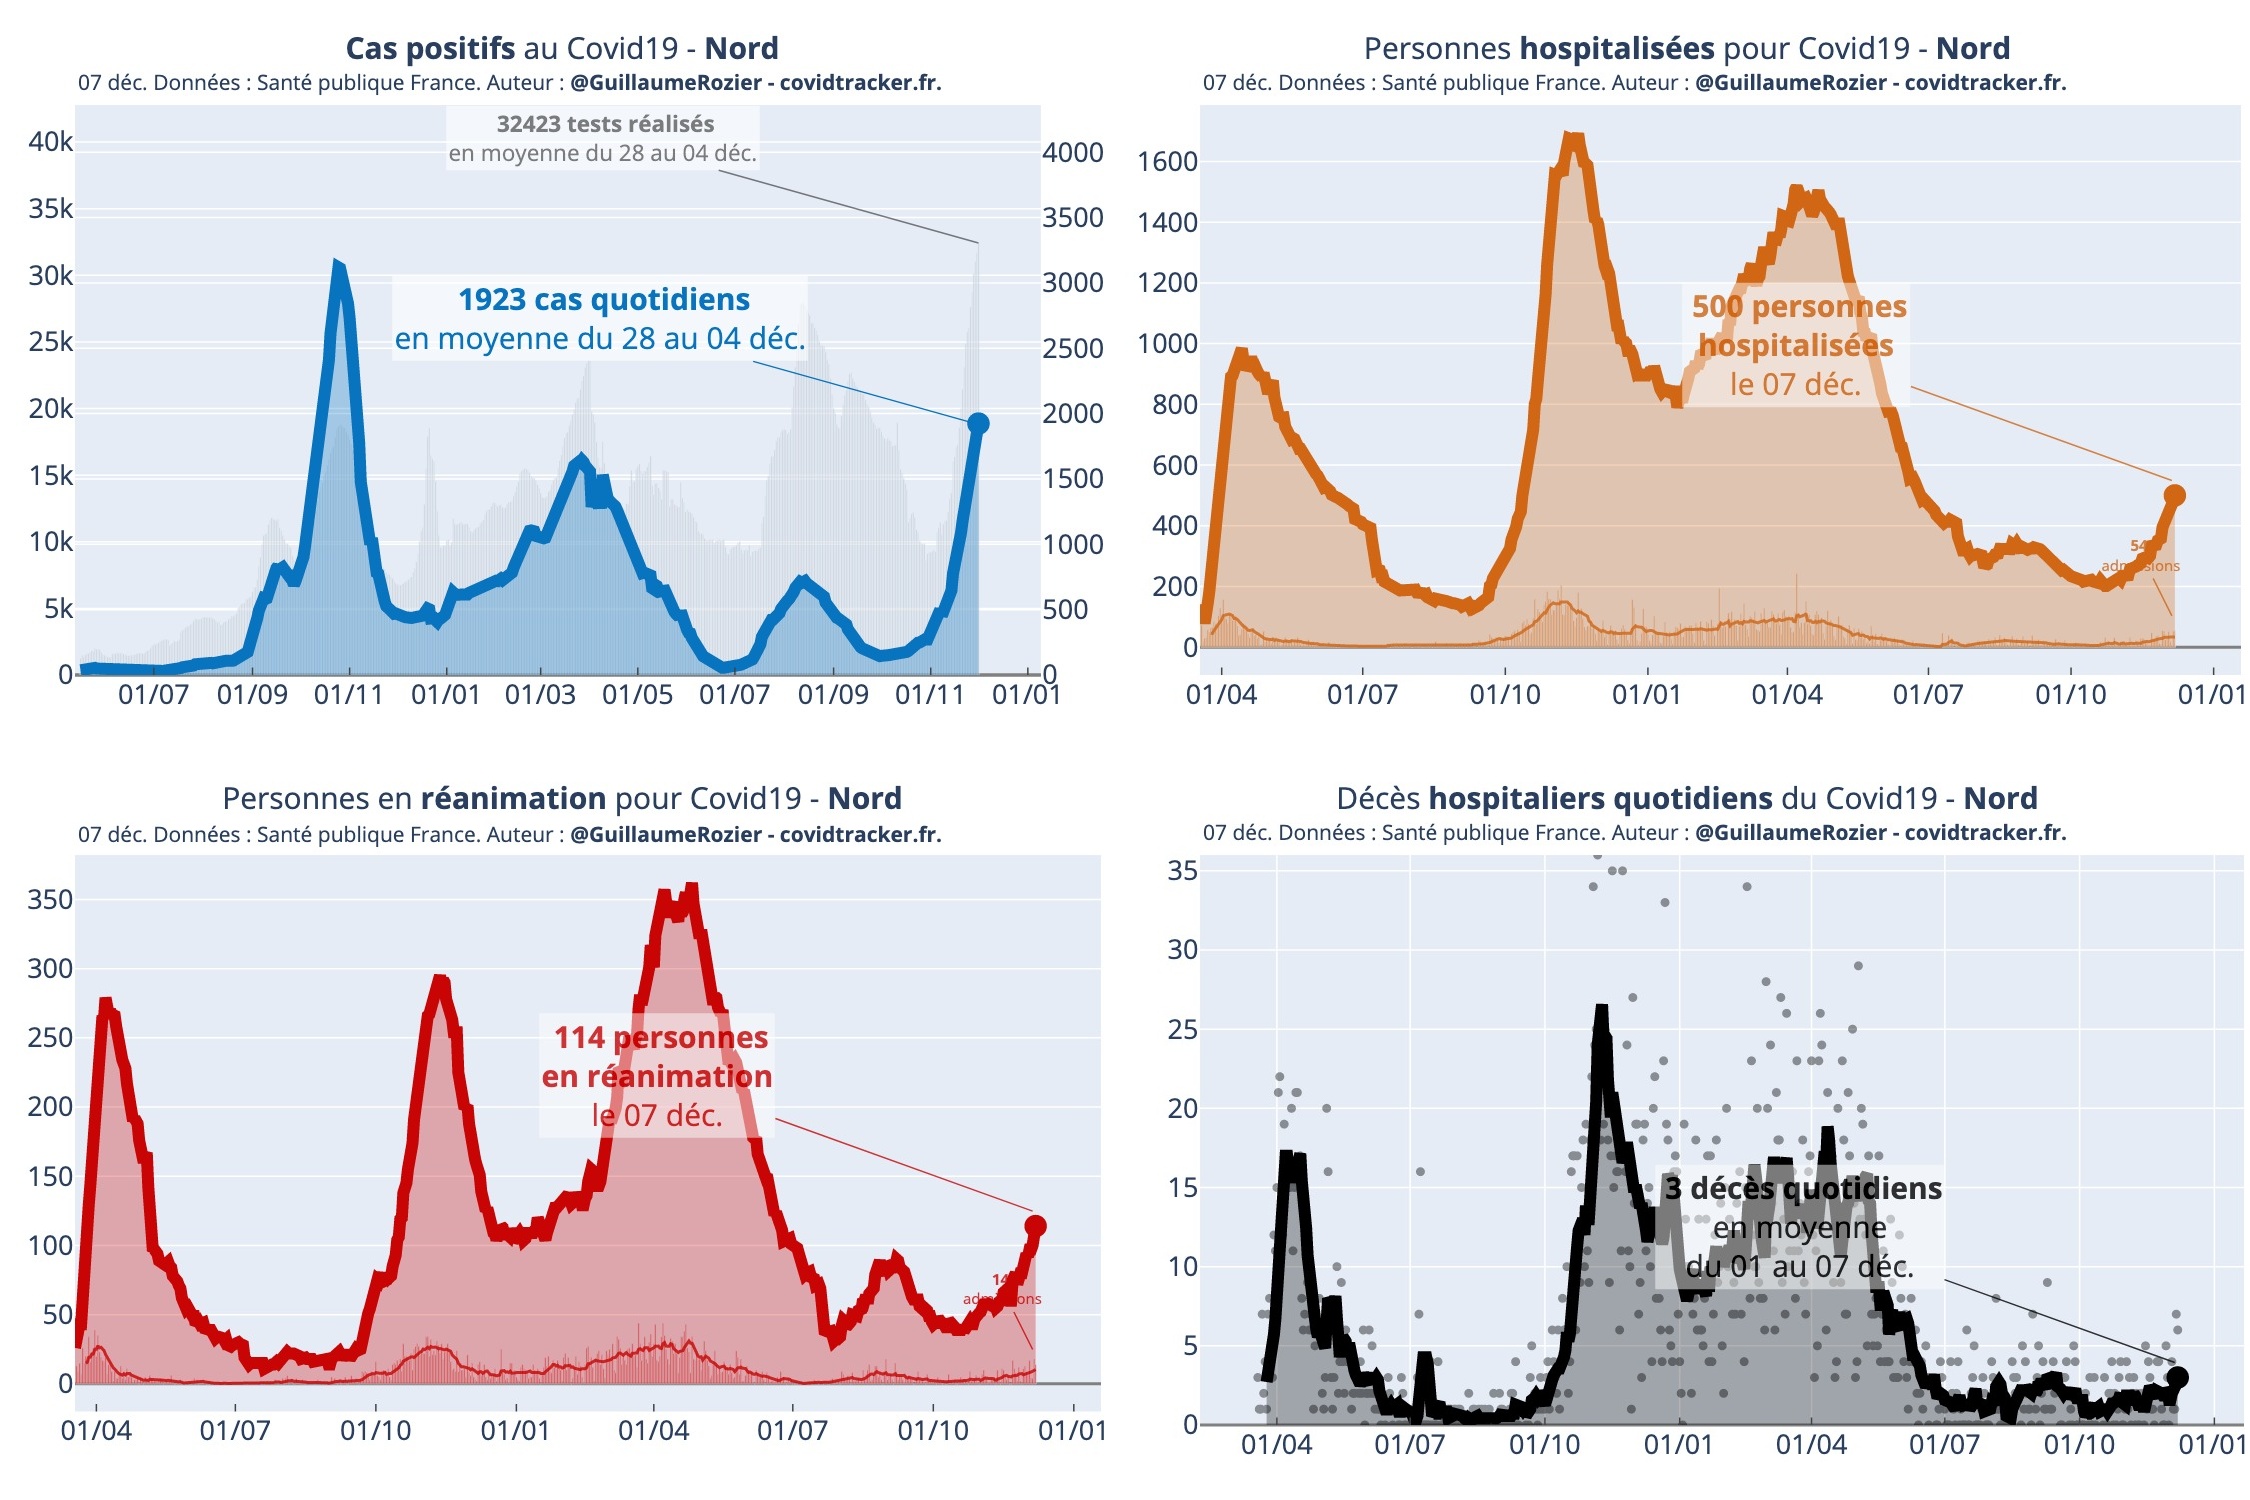 Cas positifs au Covid19 - Nord
07 déc. Données : Santé publique France. Auteur : @GuillaumeRozier - covidtracker.fr.
32423 tests réalisés
en moyenne du 28 au 04 déc.
1923 cas quotidiens
en moyenne du 28 au 04 déc.
40k
35k
30k
25k
20k
15k
10k
5k
0
4000
3500
3000
2500
2000
1500
1000
500
0
01/07 01/09 01/11 01/01 01/03 01/05 01/07 01/09 01/11 01/01
Personnes hospitalisées pour Covid19 - Nord
07 déc. Données : Santé publique France. Auteur : @GuillaumeRozier - covidtracker.fr.
1600
1400
1200
1000
800
600
400
200
0
500 personnes
hospitalisées
le 07 déc.
54
admissions
01/04 01/07 01/10 01/01 01/04 01/07 01/10 01/01
Personnes en réanimation pour Covid19 - Nord
07 déc. Données : Santé publique France. Auteur : @GuillaumeRozier - covidtracker.fr.
350
300
250
200
150
100
50
0
114 personnes
en réanimation
le 07 déc.
14
admissions
01/04 01/07 01/10 01/01 01/04 01/07 01/10 01/01
Décès hospitaliers quotidiens du Covid19 - Nord
07 déc. Données : Santé publique France. Auteur : @GuillaumeRozier - covidtracker.fr.
35
30
25
20
15
10
5
0
3 décès quotidiens
en moyenne
du 01 au 07 déc.
01/04 01/07 01/10 01/01 01/04 01/07 01/10 01/01